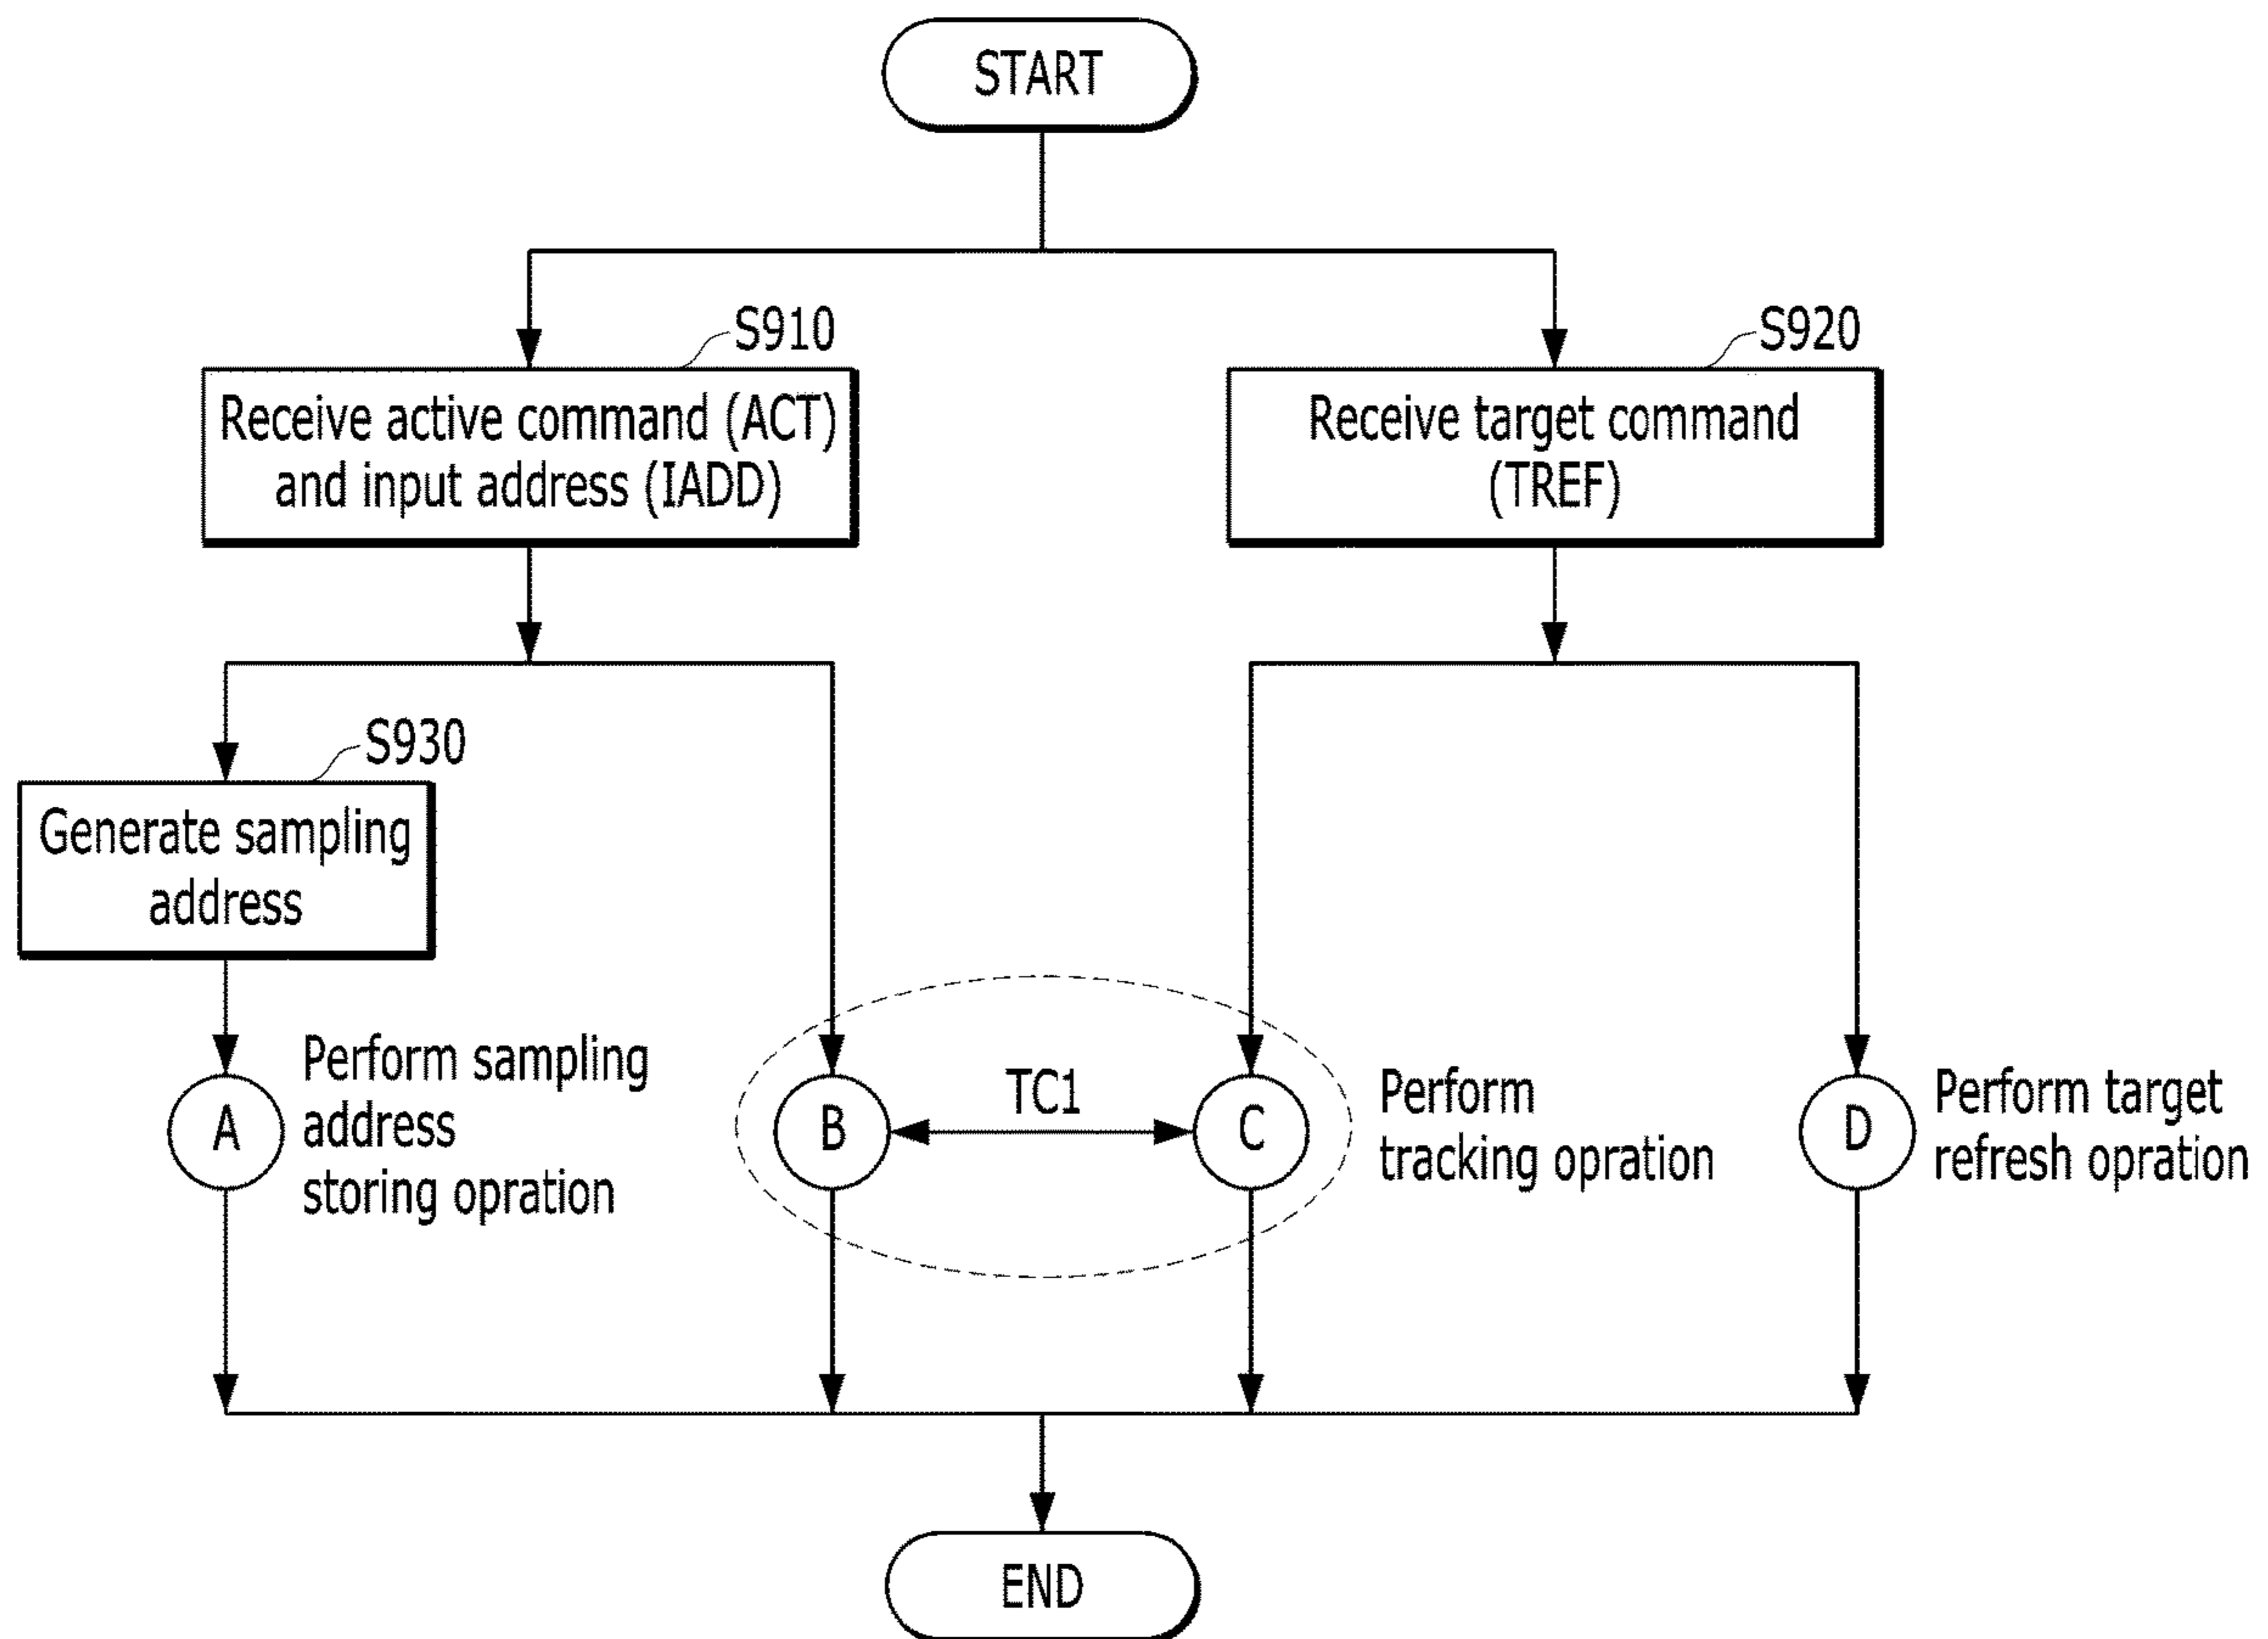 START
S910
Receive active command (ACT)
and input address (IADD)
S920
Receive target command
(TREF)
S930
Generate sampling
address
A
Perform sampling
address
storing opration
B
TC1
C
Perform
tracking opration
D
Perform target
refresh opration
END